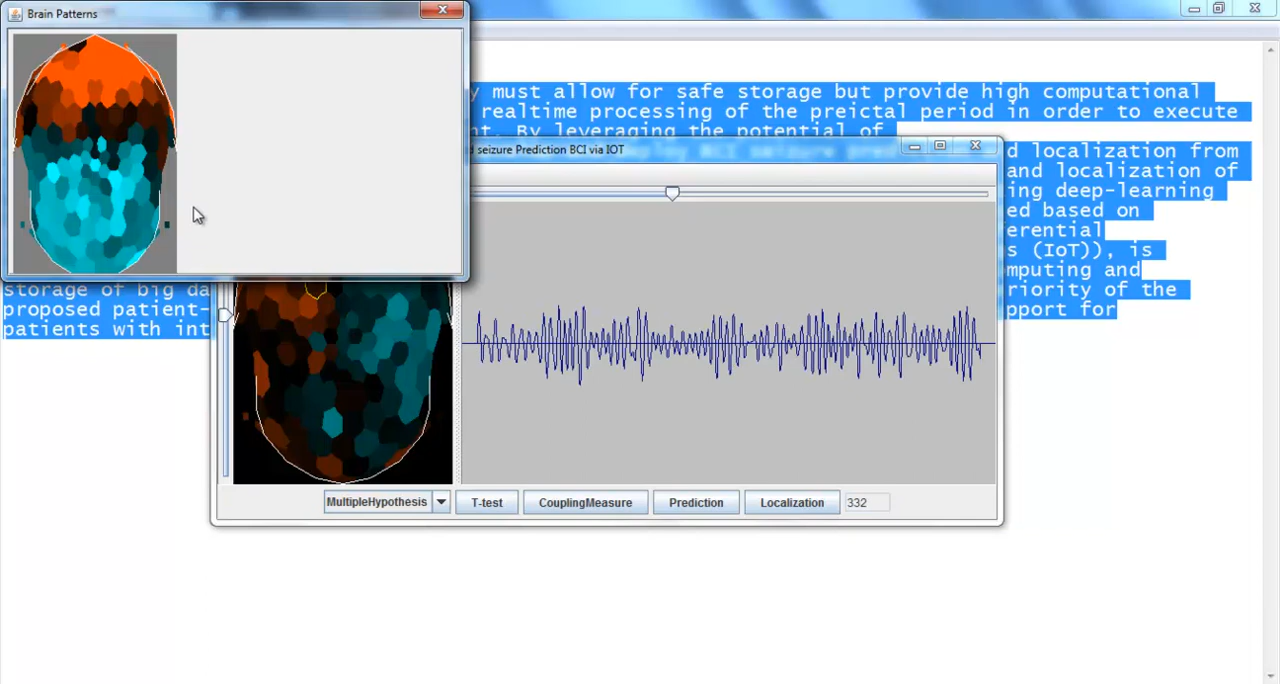 Brain Patterns
y must allow for safe storage but provide high computational
realtime processing of the preictal period in order to execute
nt. By leveraging the potential of
d seizure Prediction BCI via IOT
d localization from
and localization of
ing deep-learning
ed based on
erential
s (IoT)), is
mputing and
storage of big da
riority of the
proposed patient-
pport for
patients with int
MultipleHypothesis
T-test
CouplingMeasure
Prediction
Localization
332